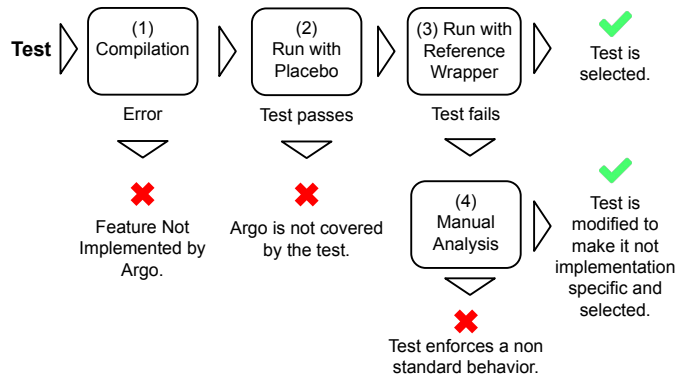 Test
(1)
Compilation
(2)
Run with
Placebo
(3) Run with
Reference
Wrapper
Test is
selected.
Error
Test passes
Test fails
Feature Not
Implemented by
Argo.
Argo is not covered
by the test.
(4)
Manual
Analysis
Test is
modified to
make it not
implementation
specific and
selected.
Test enforces a non
standard behavior.